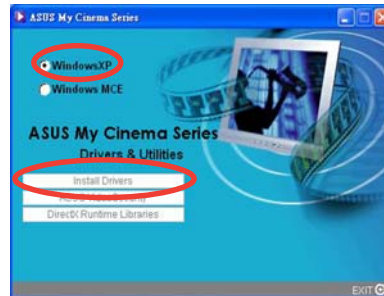 ASUS My Cinema Series
WindowsXP
Windows MCE
ASUS My Cinema Series
Drivers & Utilities
Install Drivers
DirectX Runtime Libraries
EXIT